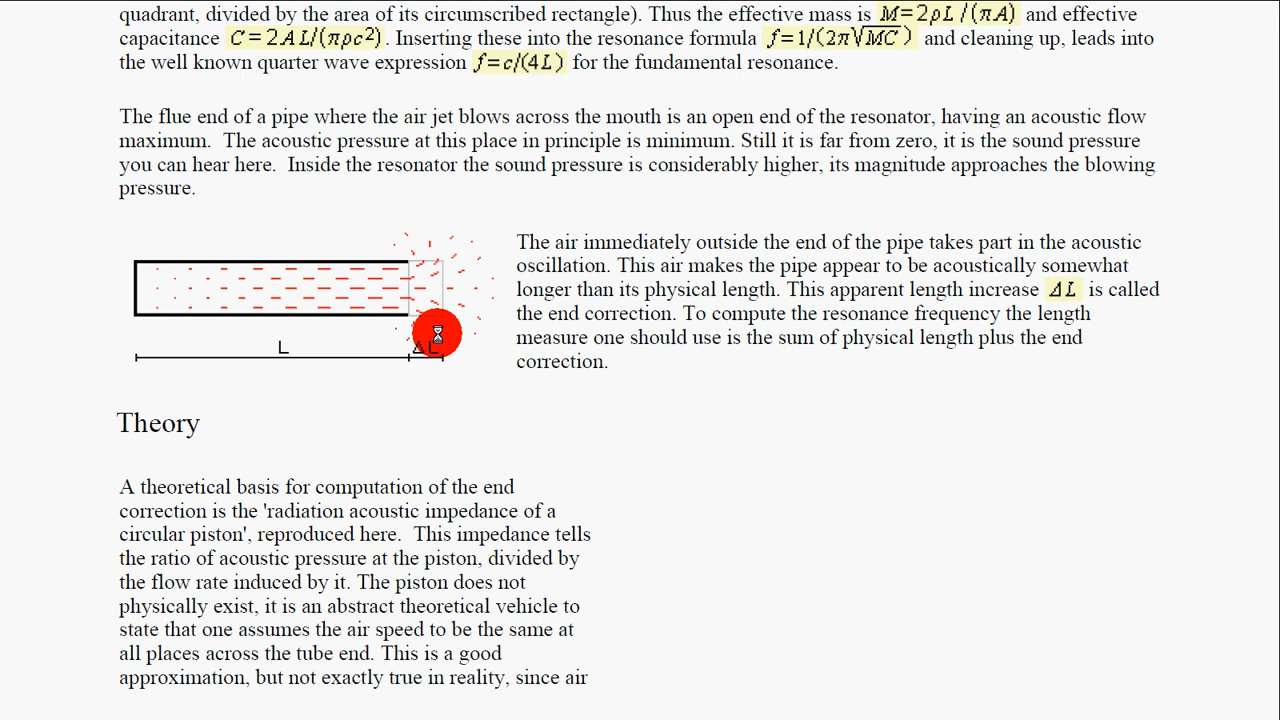 quadrant, divided by the area of its circumscribed rectangle). Thus the effective mass is M=2ρL/(πA) and effective
capacitance C=2AL/(πρc²). Inserting these into the resonance formula f=1/(2π√MC) and cleaning up, leads into
the well known quarter wave expression f=c/(4L) for the fundamental resonance.
The flue end of a pipe where the air jet blows across the mouth is an open end of the resonator, having an acoustic flow
maximum. The acoustic pressure at this place in principle is minimum. Still it is far from zero, it is the sound pressure
you can hear here. Inside the resonator the sound pressure is considerably higher, its magnitude approaches the blowing
pressure.
The air immediately outside the end of the pipe takes part in the acoustic
oscillation. This air makes the pipe appear to be acoustically somewhat
longer than its physical length. This apparent length increase ΔL is called
the end correction. To compute the resonance frequency the length
measure one should use is the sum of physical length plus the end
correction.
L ΔL
Theory
A theoretical basis for computation of the end
correction is the 'radiation acoustic impedance of a
circular piston', reproduced here. This impedance tells
the ratio of acoustic pressure at the piston, divided by
the flow rate induced by it. The piston does not
physically exist, it is an abstract theoretical vehicle to
state that one assumes the air speed to be the same at
all places across the tube end. This is a good
approximation, but not exactly true in reality, since air